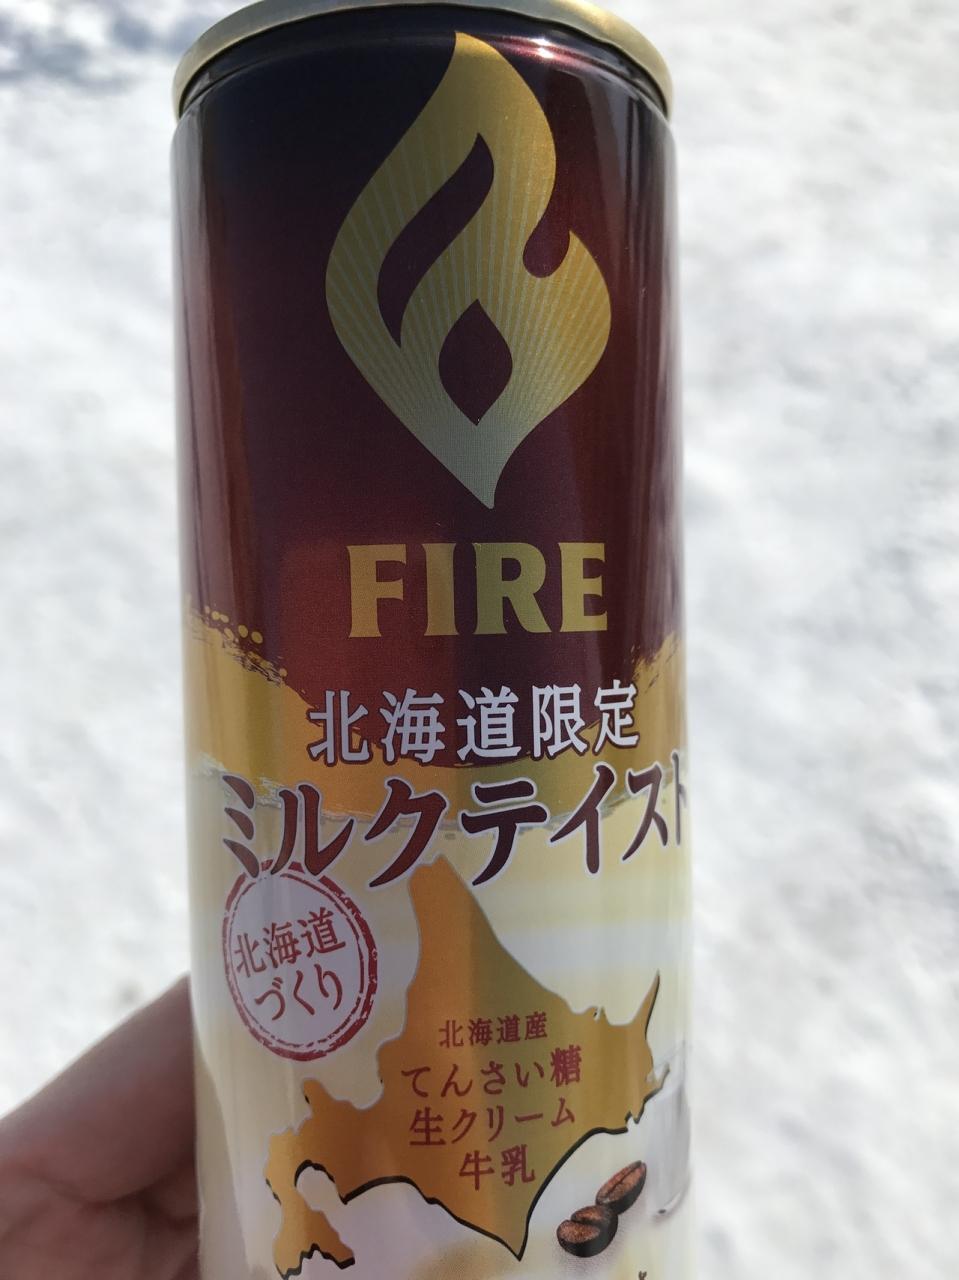 FIRE
北海道限定
ミルクテイスト
北海道
づくり
北海道産
てんさい糖
生クリーム
牛乳